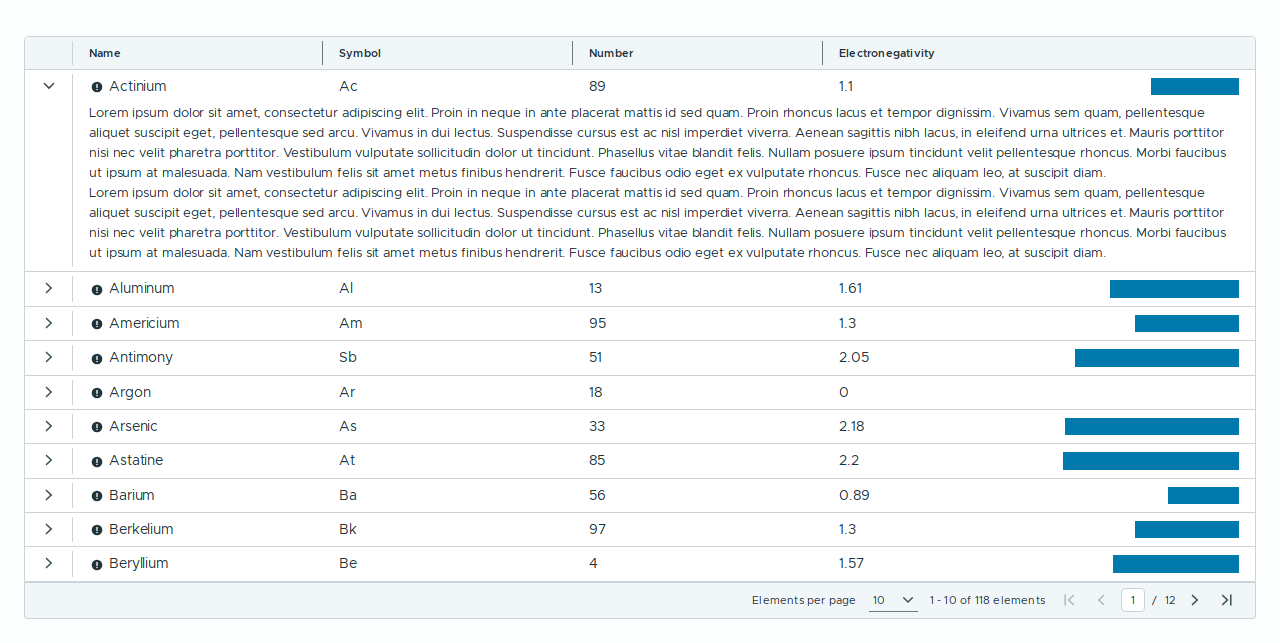 Name Symbol Number Electronegativity
Actinium Ac 89 1.1
Lorem ipsum dolor sit amet, consectetur adipiscing elit. Proin in neque in ante placerat mattis id sed quam. Proin rhoncus lacus et tempor dignissim. Vivamus sem quam, pellentesque
aliquet suscipit eget, pellentesque sed arcu. Vivamus in dui lectus. Suspendisse cursus est ac nisl imperdiet viverra. Aenean sagittis nibh lacus, in eleifend urna ultrices et. Mauris porttitor
nisi nec velit pharetra porttitor. Vestibulum vulputate sollicitudin dolor ut tincidunt. Phasellus vitae blandit felis. Nullam posuere ipsum tincidunt velit pellentesque rhoncus. Morbi faucibus
ut ipsum at malesuada. Nam vestibulum felis sit amet metus finibus hendrerit. Fusce faucibus odio eget ex vulputate rhoncus. Fusce nec aliquam leo, at suscipit diam.
Lorem ipsum dolor sit amet, consectetur adipiscing elit. Proin in neque in ante placerat mattis id sed quam. Proin rhoncus lacus et tempor dignissim. Vivamus sem quam, pellentesque
aliquet suscipit eget, pellentesque sed arcu. Vivamus in dui lectus. Suspendisse cursus est ac nisl imperdiet viverra. Aenean sagittis nibh lacus, in eleifend urna ultrices et. Mauris porttitor
nisi nec velit pharetra porttitor. Vestibulum vulputate sollicitudin dolor ut tincidunt. Phasellus vitae blandit felis. Nullam posuere ipsum tincidunt velit pellentesque rhoncus. Morbi faucibus
ut ipsum at malesuada. Nam vestibulum felis sit amet metus finibus hendrerit. Fusce faucibus odio eget ex vulputate rhoncus. Fusce nec aliquam leo, at suscipit diam.
Aluminum Al 13 1.61
Americium Am 95 1.3
Antimony Sb 51 2.05
Argon Ar 18 0
Arsenic As 33 2.18
Astatine At 85 2.2
Barium Ba 56 0.89
Berkelium Bk 97 1.3
Beryllium Be 4 1.57
Elements per page 10 1 - 10 of 118 elements 1 / 12